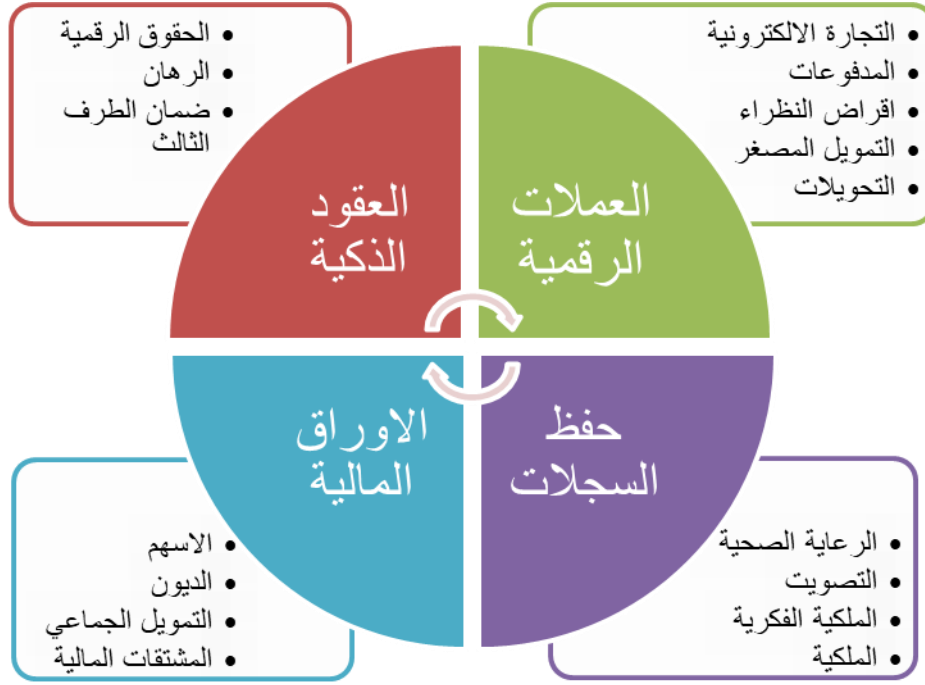 التجارة الالكترونية
المدفوعات
اقراض النظراء
التمويل المصغر
التحويلات
العملات
الرقمية
الحقوق الرقمية
الرهان
ضمان الطرف
الثالث
العقود
الذكية
حفظ
السجلات
الرعاية الصحية
التصويت
الملكية الفكرية
الملكية
الاوراق
المالية
الاسهم
الديون
التمويل الجماعي
المشتقات المالية